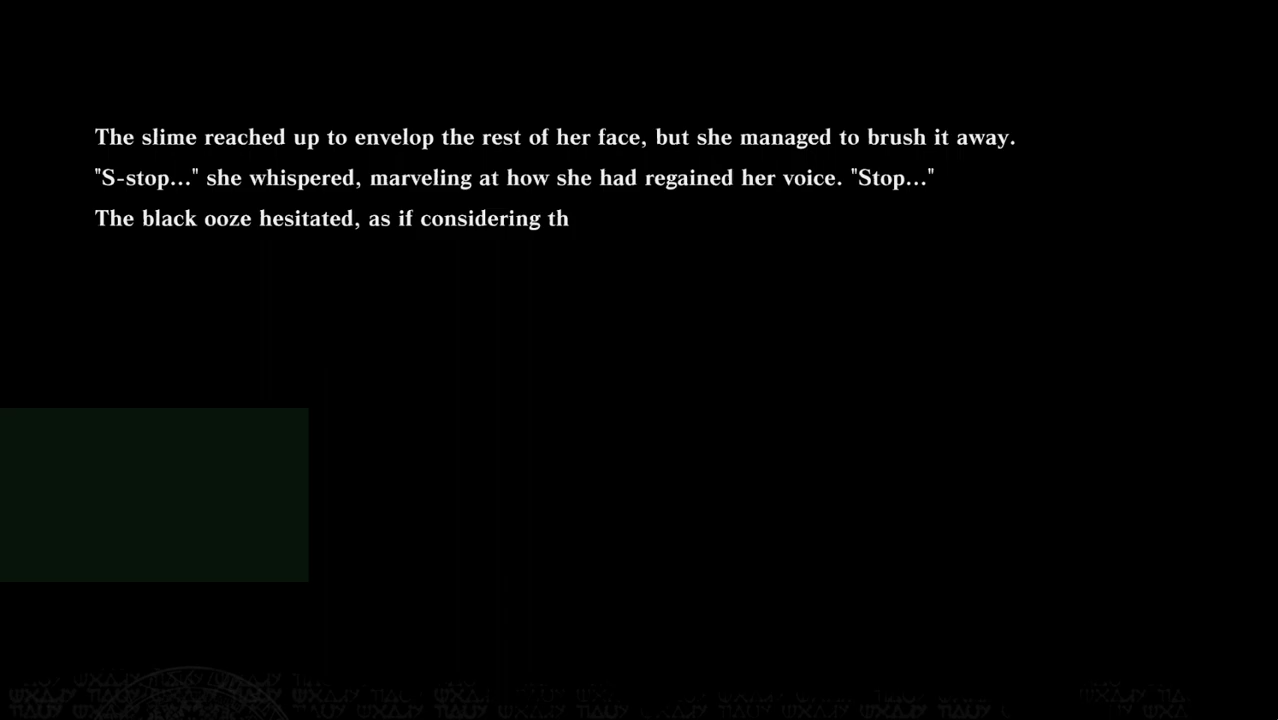 The slime reached up to envelop the rest of her face, but she managed to brush it away.
"S-stop..." she whispered, marveling at how she had regained her voice. "Stop..."
The black ooze hesitated, as if considering th